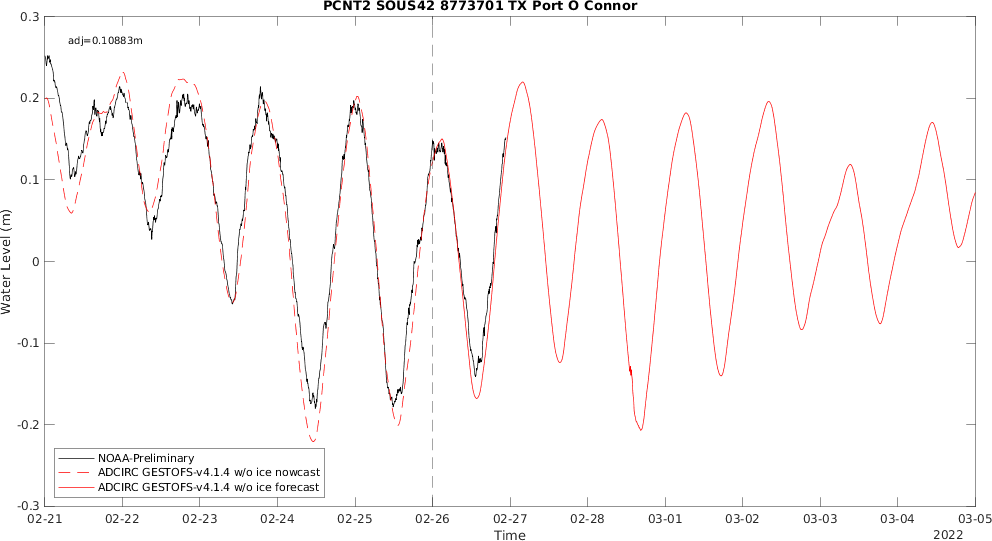 PCNT2 SOUS42 8773701 TX Port O Connor
adj=0.10883m
0.3
0.2
0.1
0
-0.1
-0.2
-0.3
Water Level (m)
NOAA-Preliminary
ADCIRC GESTOFS-v4.1.4 w/o ice nowcast
ADCIRC GESTOFS-v4.1.4 w/o ice forecast
02-21 02-22 02-23 02-24 02-25 02-26 02-27 02-28 03-01 03-02 03-03 03-04 03-05
Time
2022